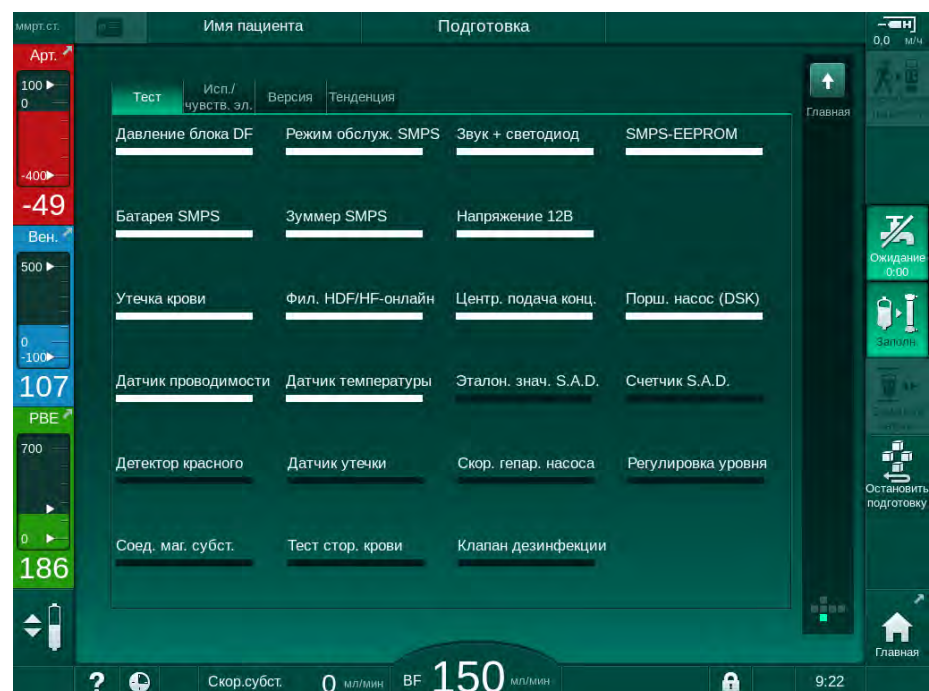 ммрт.ст.
Имя пациента
Подготовка
0,0 м/ч
Арт.
100
0
-400
-49
Вен.
500
0
-100
107
PBE
700
0
186
Тест
Исп./
чувств. эл.
Версия
Тенденция
Главная
Давление блока DF
Режим обслуж. SMPS
Звук + светодиод
SMPS-EEPROM
Батарея SMPS
Зуммер SMPS
Напряжение 12В
Утечка крови
Фил. HDF/HF-онлайн
Центр. подача конц.
Порш. насос (DSK)
Датчик проводимости
Датчик температуры
Эталон. знач. S.A.D.
Счетчик S.A.D.
Детектор красного
Датчик утечки
Скор. гепар. насоса
Регулировка уровня
Соед. маг. субст.
Тест стор. крови
Клапан дезинфекции
Ожидание
0:00
Заполн.
Остановить
подготовку
Главная
?
Скор.субст.
0 мл/мин
BF 150 мл/мин
9:22